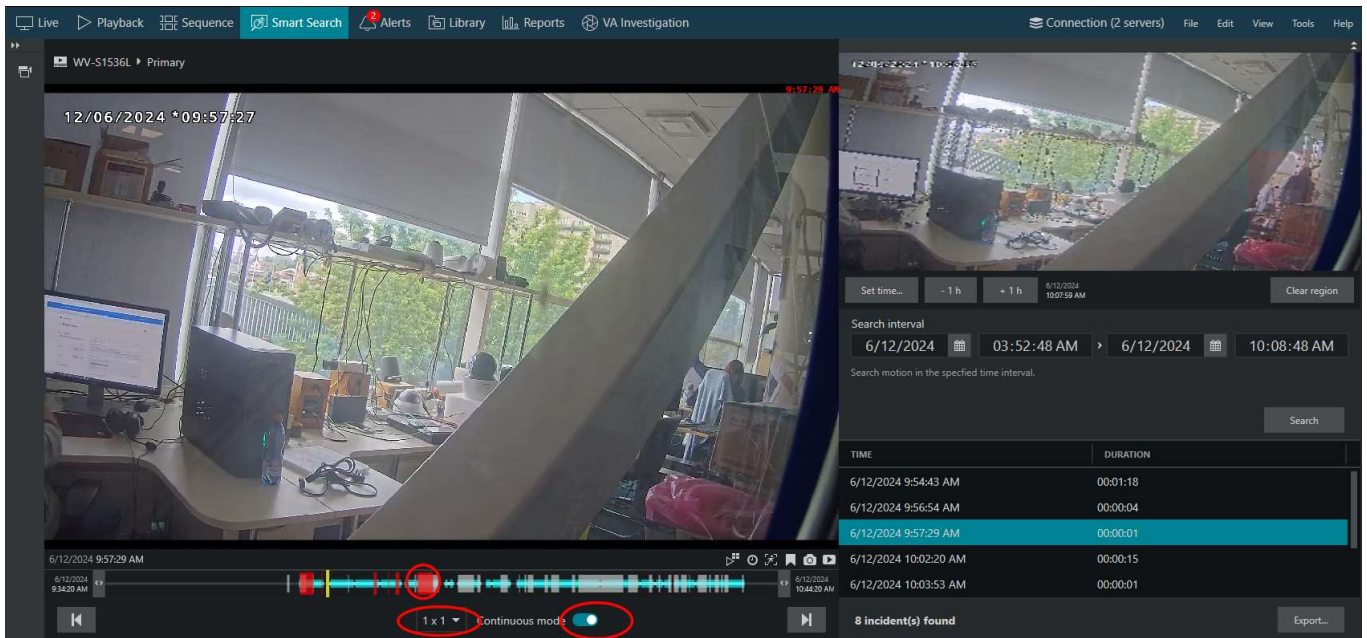 Live Playback Sequence Smart Search 2 Alerts Library Reports VA Investigation Connection (2 servers) File Edit View Tools Help
WV-S1536L Primary
9:57:29 AM
12/06/2024 *09:57:27
Set time... - 1 h + 1 h 6/12/2024 10:07:59 AM Clear region
Search interval
6/12/2024 03:52:48 AM 6/12/2024 10:08:48 AM
Search motion in the specfied time interval.
Search
TIME DURATION
6/12/2024 9:54:43 AM 00:01:18
6/12/2024 9:56:54 AM 00:00:04
6/12/2024 9:57:29 AM 00:00:01
6/12/2024 10:02:20 AM 00:00:15
6/12/2024 10:03:53 AM 00:00:01
6/12/2024 9:57:29 AM
6/12/2024 9:34:20 AM
6/12/2024 10:44:20 AM
1 x 1 Continuous mode
8 incident(s) found Export...